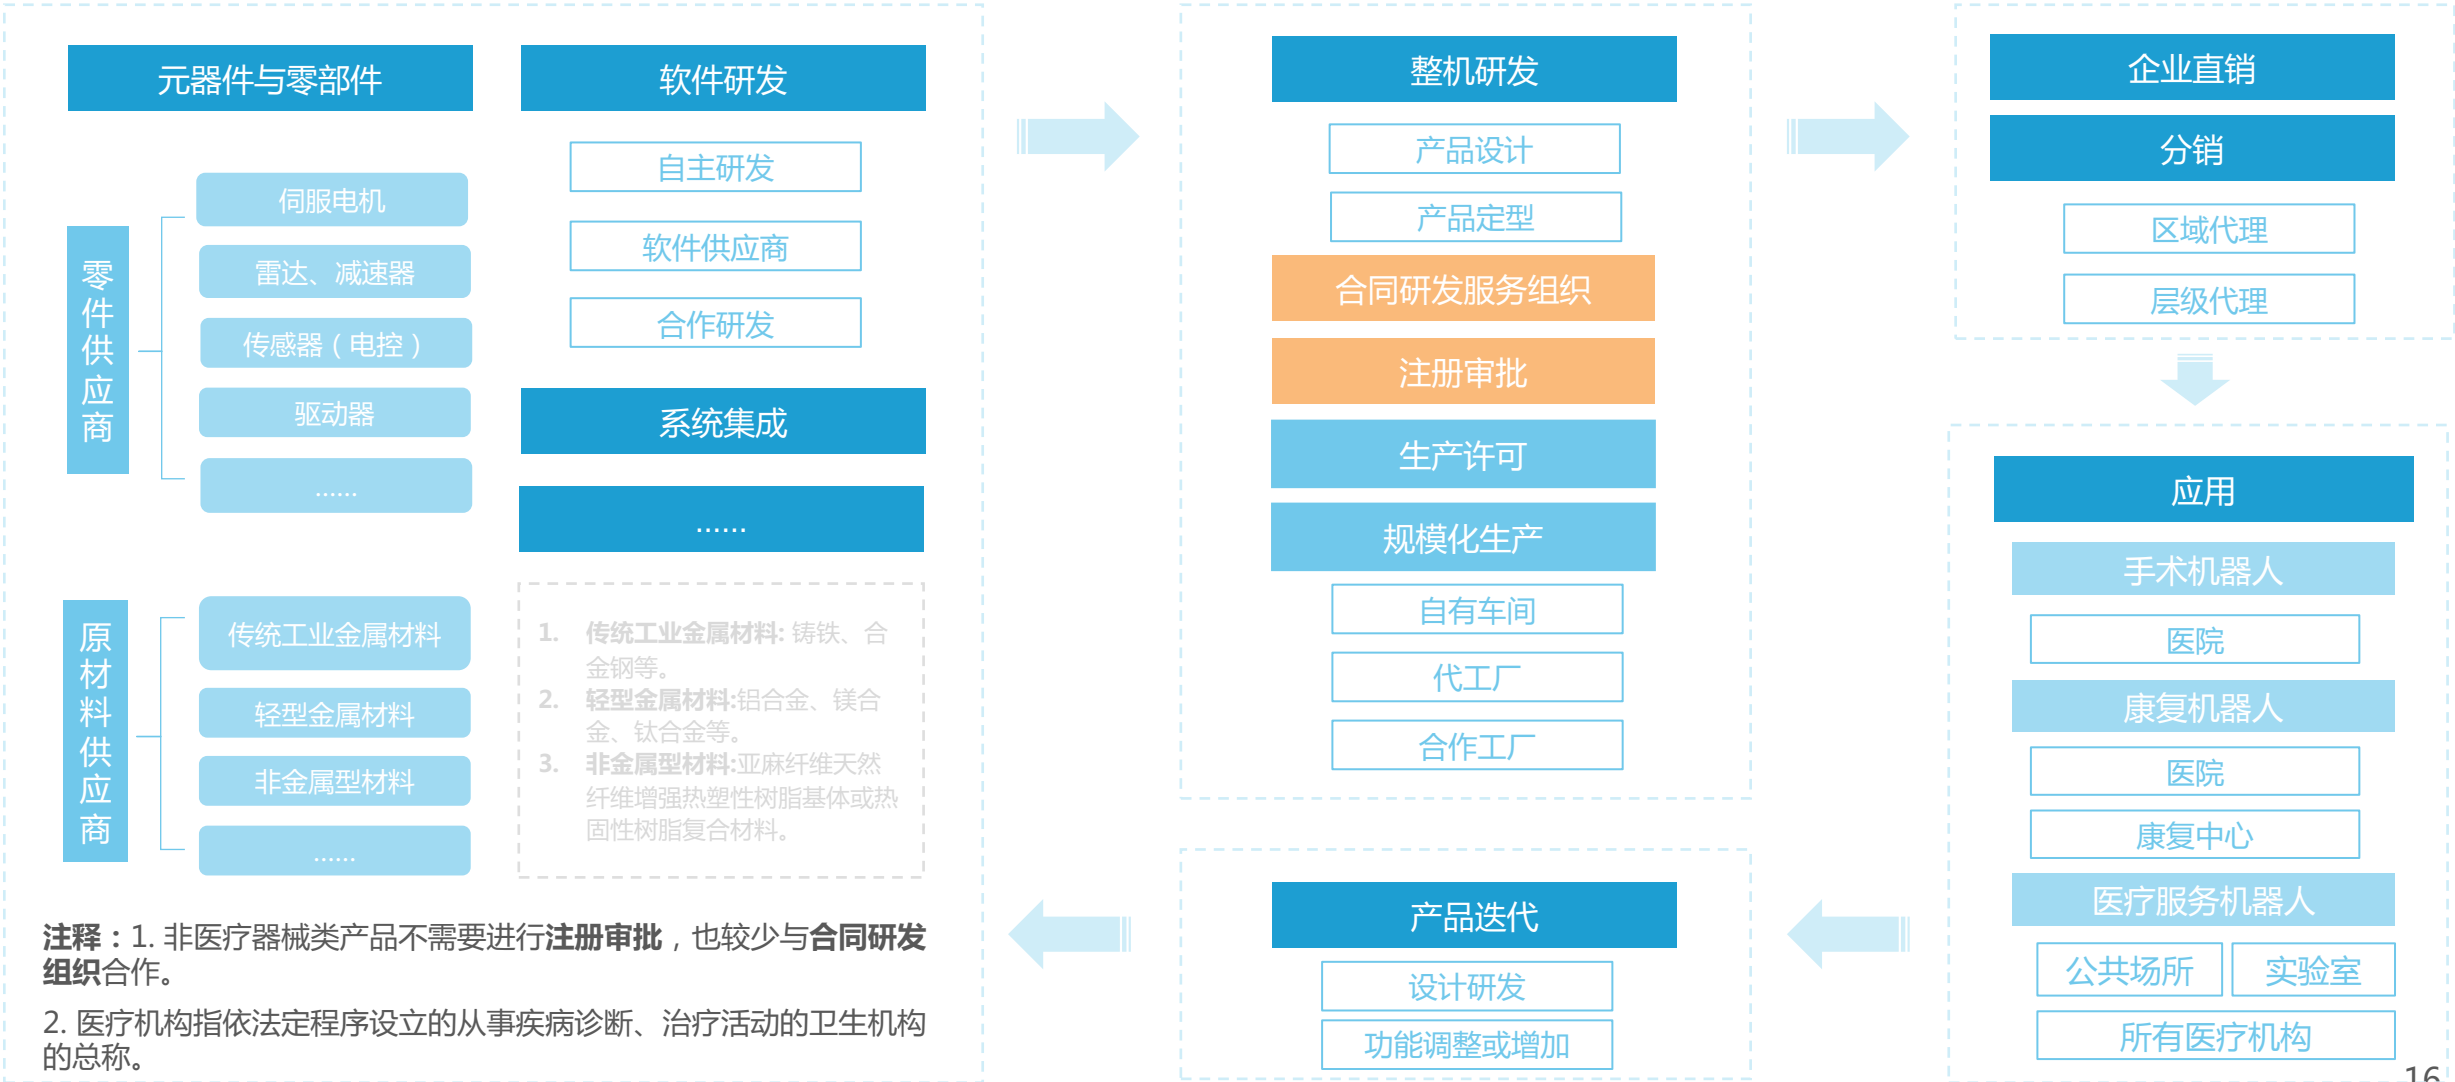 元器件与零部件
零件供应商
伺服电机
雷达、减速器
传感器（电控）
驱动器
……
原材料供应商
传统工业金属材料
轻型金属材料
非金属型材料
……
软件研发
自主研发
软件供应商
合作研发
系统集成
……
1. 传统工业金属材料: 铸铁、合
金钢等。
2. 轻型金属材料:铝合金、镁合
金、钛合金等。
3. 非金属型材料:亚麻纤维天然
纤维增强热塑性树脂基体或热
固性树脂复合材料。
注释：1. 非医疗器械类产品不需要进行注册审批，也较少与合同研发
组织合作。
2. 医疗机构指依法定程序设立的从事疾病诊断、治疗活动的卫生机构
的总称。
整机研发
产品设计
产品定型
合同研发服务组织
注册审批
生产许可
规模化生产
自有车间
代工厂
合作工厂
企业直销
分销
区域代理
层级代理
应用
手术机器人
医院
康复机器人
医院
康复中心
医疗服务机器人
公共场所 实验室
所有医疗机构
产品迭代
设计研发
功能调整或增加
16